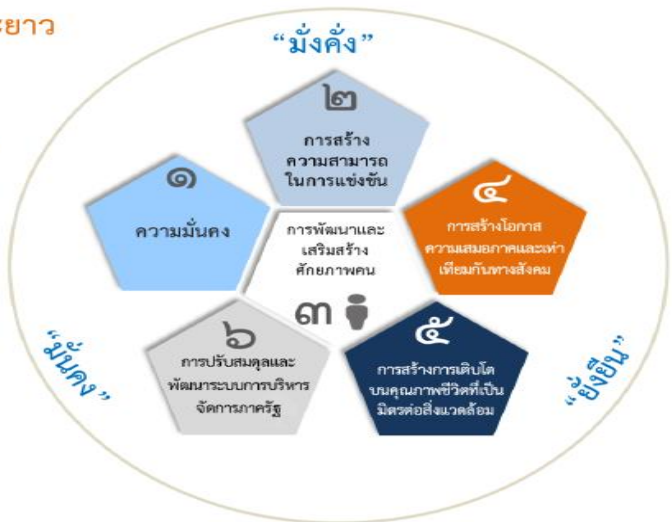 ะยาว
“มั่งคั่ง”
๒
การสร้าง
ความสามารถ
ในการแข่งขัน
๑
ความมั่นคง
การพัฒนาและ
เสริมสร้าง
ศักยภาพคน
๓
๔
การสร้างโอกาส
ความเสมอภาคและเท่า
เทียมกันทางสังคม
๖
การปรับสมดุลและ
พัฒนาระบบการบริหาร
จัดการภาครัฐ
๕
การสร้างการเติบโต
บนคุณภาพชีวิตที่เป็น
มิตรต่อสิ่งแวดล้อม
“มั่นคง”
“ยั่งยืน”